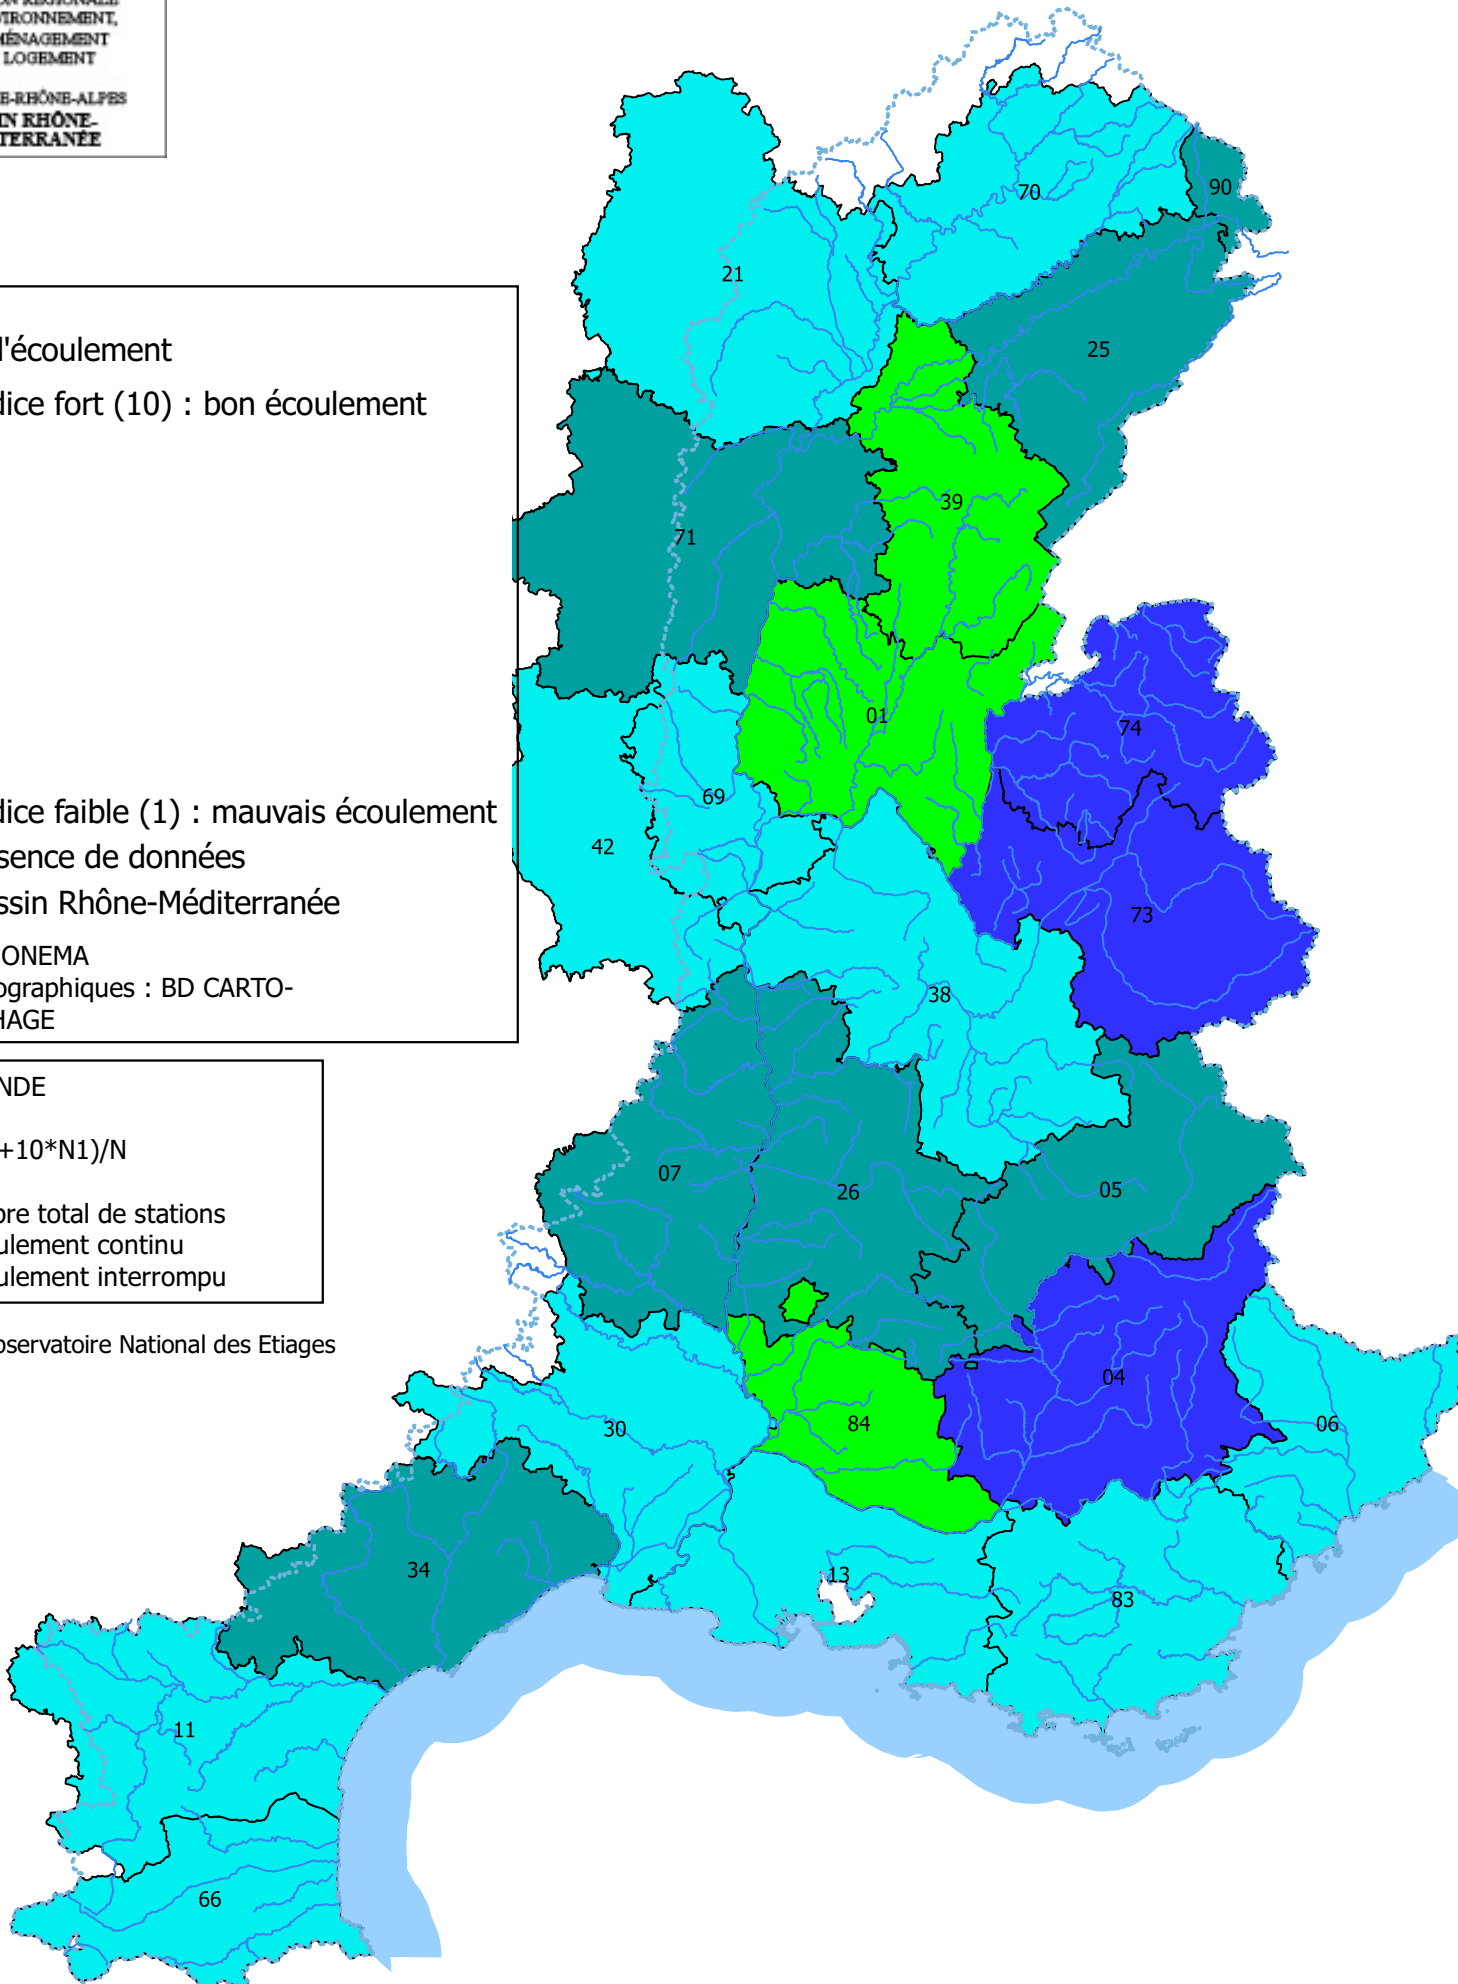 VIRONNEMENT,
MÉNAGEMENT
LOGEMENT
E-RHÔNE-ALPES
IN RHÔNE-
TERRANÉE
l'écoulement
dice fort (10) : bon écoulement
dice faible (1) : mauvais écoulement
sence de données
ssin Rhône-Méditerranée
ONEMA
ographiques : BD CARTO-
HAGE
NDE
+10*N1)/N
bre total de stations
ulement continu
ulement interrompu
bservatoire National des Etiages
70
90
21
25
39
71
01
74
69
42
73
38
07
26
05
04
06
84
30
34
13
83
11
66